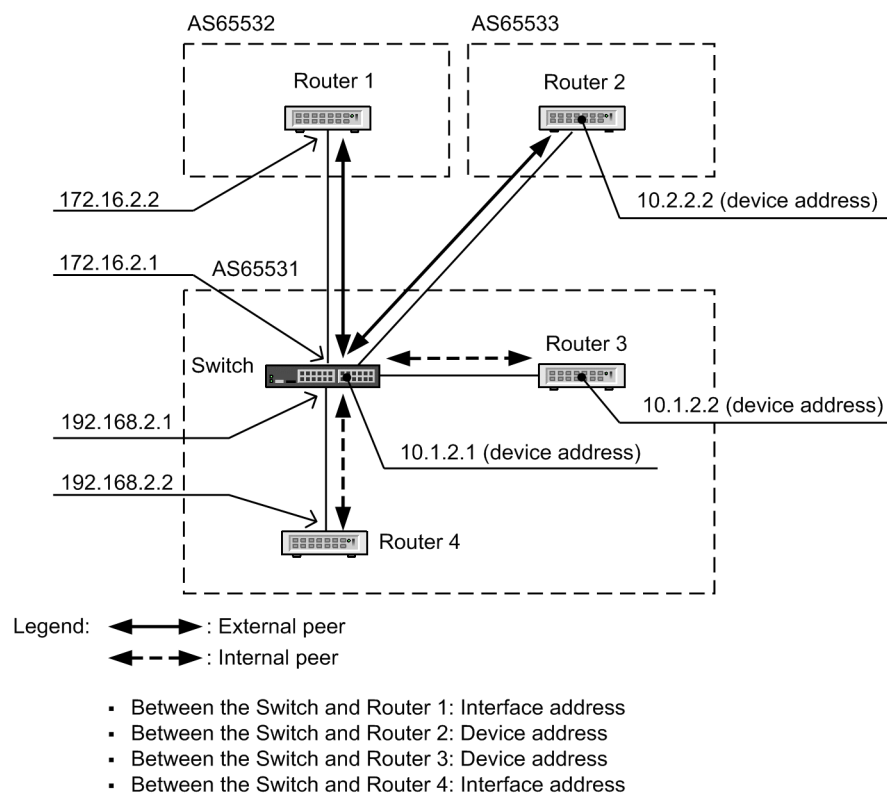 AS65532
AS65533
Router 1
Router 2
172.16.2.2
10.2.2.2 (device address)
172.16.2.1
AS65531
Switch
Router 3
192.168.2.1
10.1.2.2 (device address)
10.1.2.1 (device address)
192.168.2.2
Router 4
Legend:
: External peer
: Internal peer
▪ Between the Switch and Router 1: Interface address
▪ Between the Switch and Router 2: Device address
▪ Between the Switch and Router 3: Device address
▪ Between the Switch and Router 4: Interface address